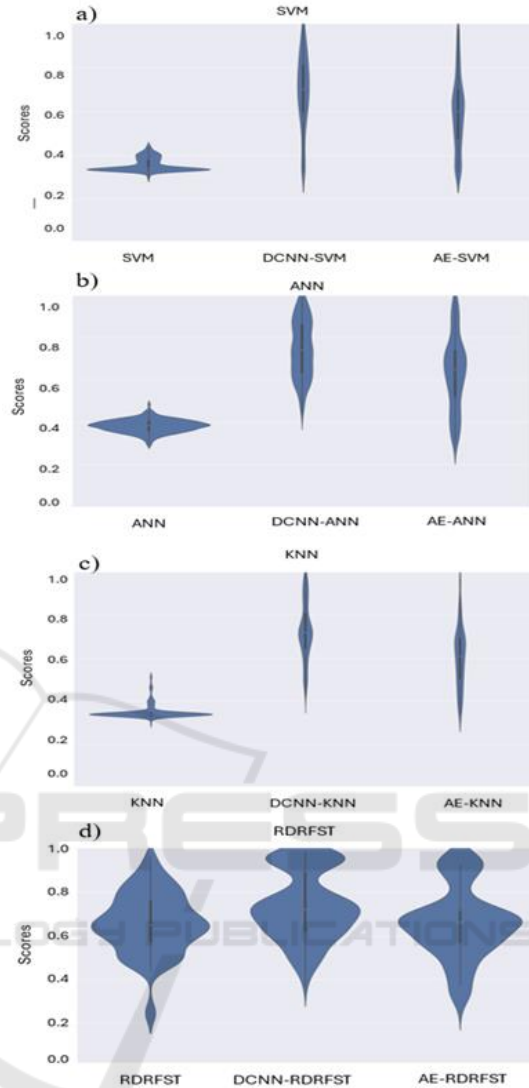 a)
SVM
1.0
0.8
0.6
0.4
0.2
0.0
Scores
SVM DCNN-SVM AE-SVM
b)
ANN
1.0
0.8
0.6
0.4
0.2
0.0
Scores
ANN DCNN-ANN AE-ANN
c)
KNN
1.0
0.8
0.6
0.4
0.2
0.0
Scores
KNN DCNN-KNN AE-KNN
d)
RDRFST
1.0
0.8
0.6
0.4
0.2
0.0
Scores
RDRFST DCNN-RDRFST AE-RDRFST
PRESS
OLOGY PUBLICATIONS